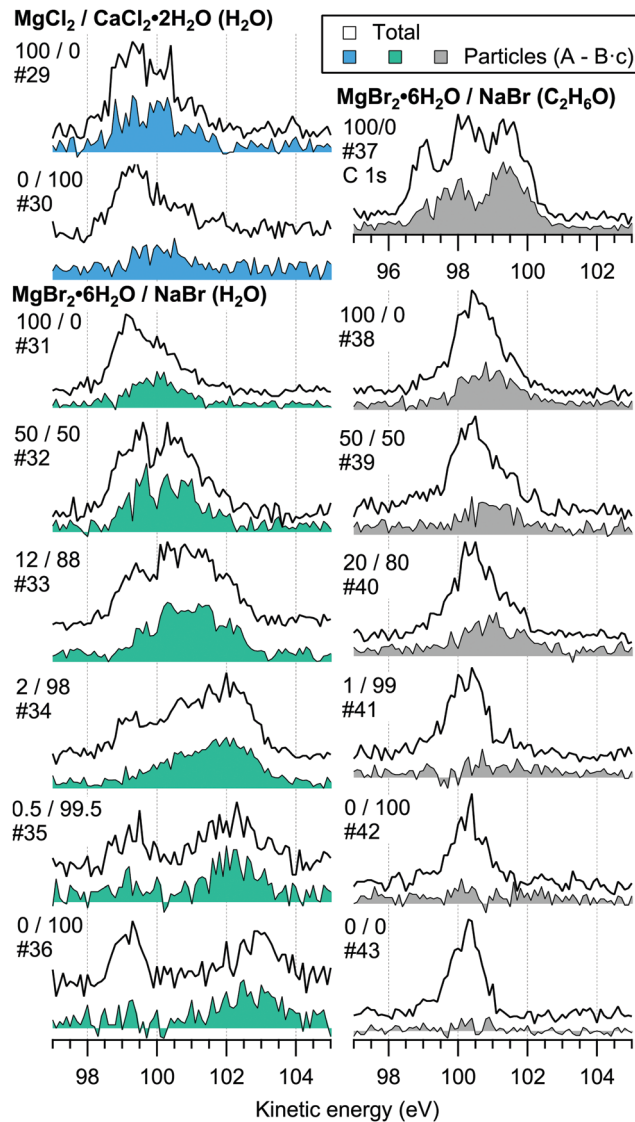 MgCl₂ / CaCl₂•2H₂O (H₂O)
100 / 0
#29
0 / 100
#30
MgBr₂•6H₂O / NaBr (H₂O)
100 / 0
#31
50 / 50
#32
12 / 88
#33
2 / 98
#34
0.5 / 99.5
#35
0 / 100
#36
98 100 102 104
Total
Particles (A - B·c)
MgBr₂•6H₂O / NaBr (C₂H₆O)
100/0
#37
C 1s
96 98 100 102
100 / 0
#38
50 / 50
#39
20 / 80
#40
1 / 99
#41
0 / 100
#42
0 / 0
#43
98 100 102 104
Kinetic energy (eV)